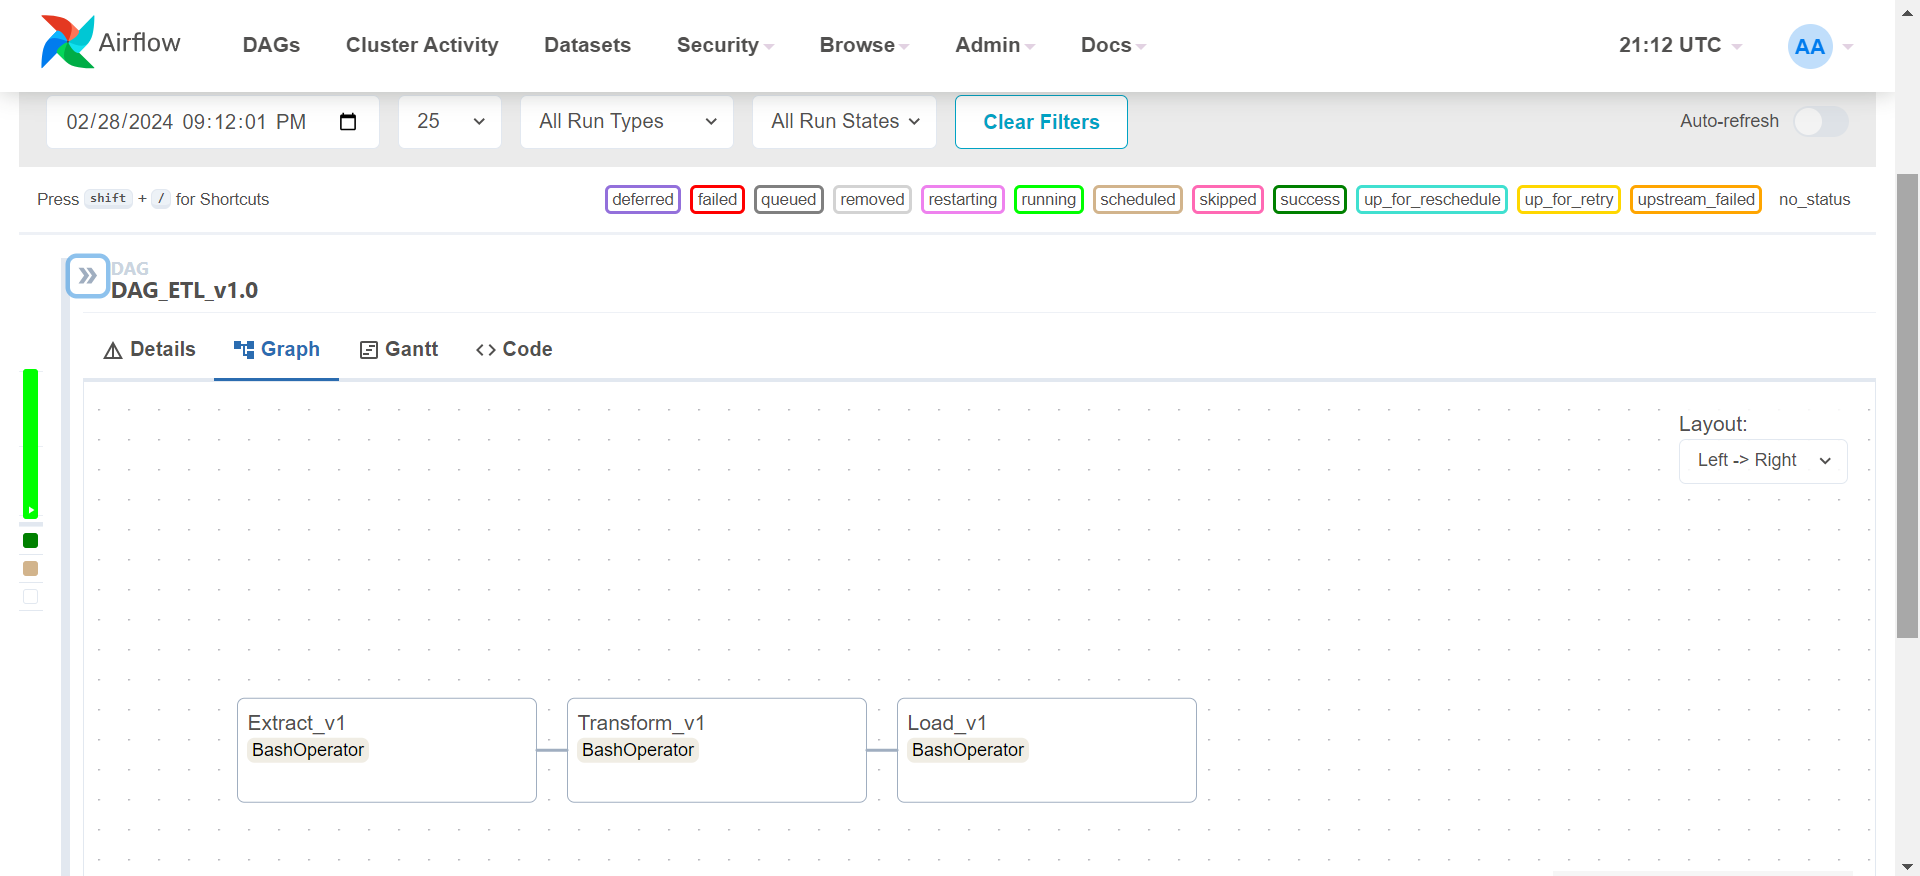 Airflow DAGs Cluster Activity Datasets Security Browse Admin Docs 21:12 UTC AA
02/28/2024 09:12:01 PM 25 All Run Types All Run States Clear Filters Auto-refresh
Press shift + / for Shortcuts deferred failed queued removed restarting running scheduled skipped success up_for_reschedule up_for_retry upstream_failed no_status
DAG
DAG_ETL_v1.0
Details Graph Gantt Code
Layout:
Left -> Right
Extract_v1 Transform_v1 Load_v1
BashOperator BashOperator BashOperator